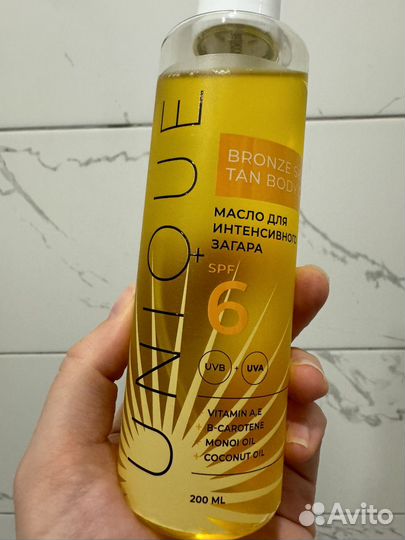 UNIQUE
BRONZE
TAN BODY
МАСЛО ДЛЯ
ИНТЕНСИВНОГО
ЗАГАРА
SPF
6
UVB + UVA
VITAMIN A,E
+ B-CAROTENE
+ MONOI OIL
+ COCONUT OIL
200 ML
Avito